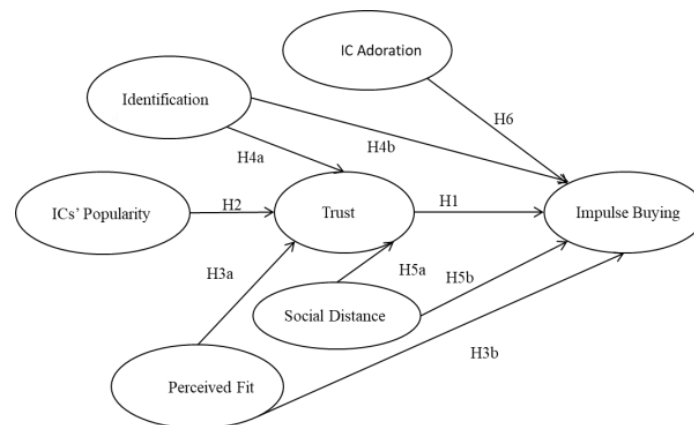 IC Adoration
Identification
H6
H4a
H4b
ICs' Popularity
H2
Trust
H1
Impulse Buying
H3a
H5a
H5b
Social Distance
H3b
Perceived Fit